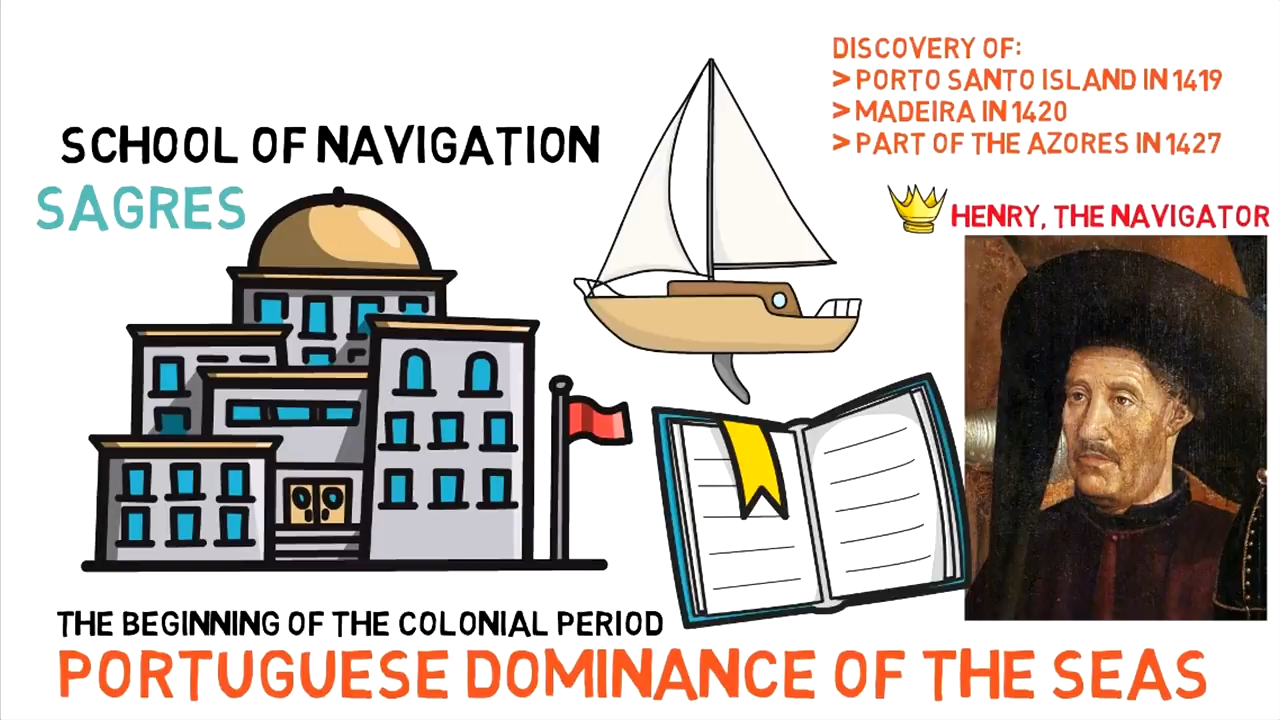 SCHOOL OF NAVIGATION
SAGRES
DISCOVERY OF:
> PORTO SANTO ISLAND IN 1419
> MADEIRA IN 1420
> PART OF THE AZORES IN 1427
HENRY, THE NAVIGATOR
THE BEGINNING OF THE COLONIAL PERIOD
PORTUGUESE DOMINANCE OF THE SEAS